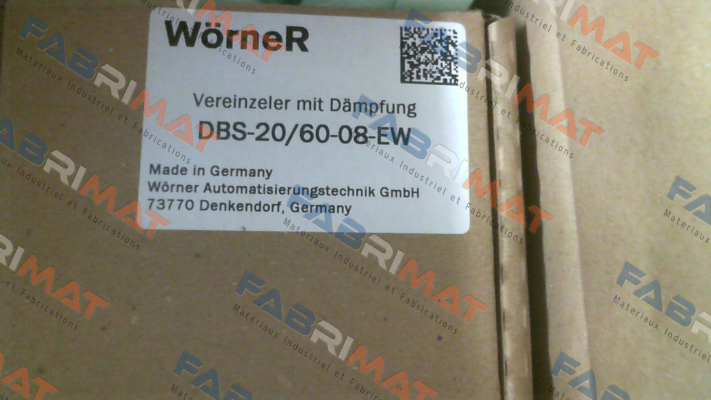 WörneR
Vereinzeler mit Dämpfung
DBS-20/60-08-EW
Made in Germany
Wörner Automatisierungstechnik GmbH
73770 Denkendorf, Germany
FABRIMAT
Materiaux Industriel et Fabrications